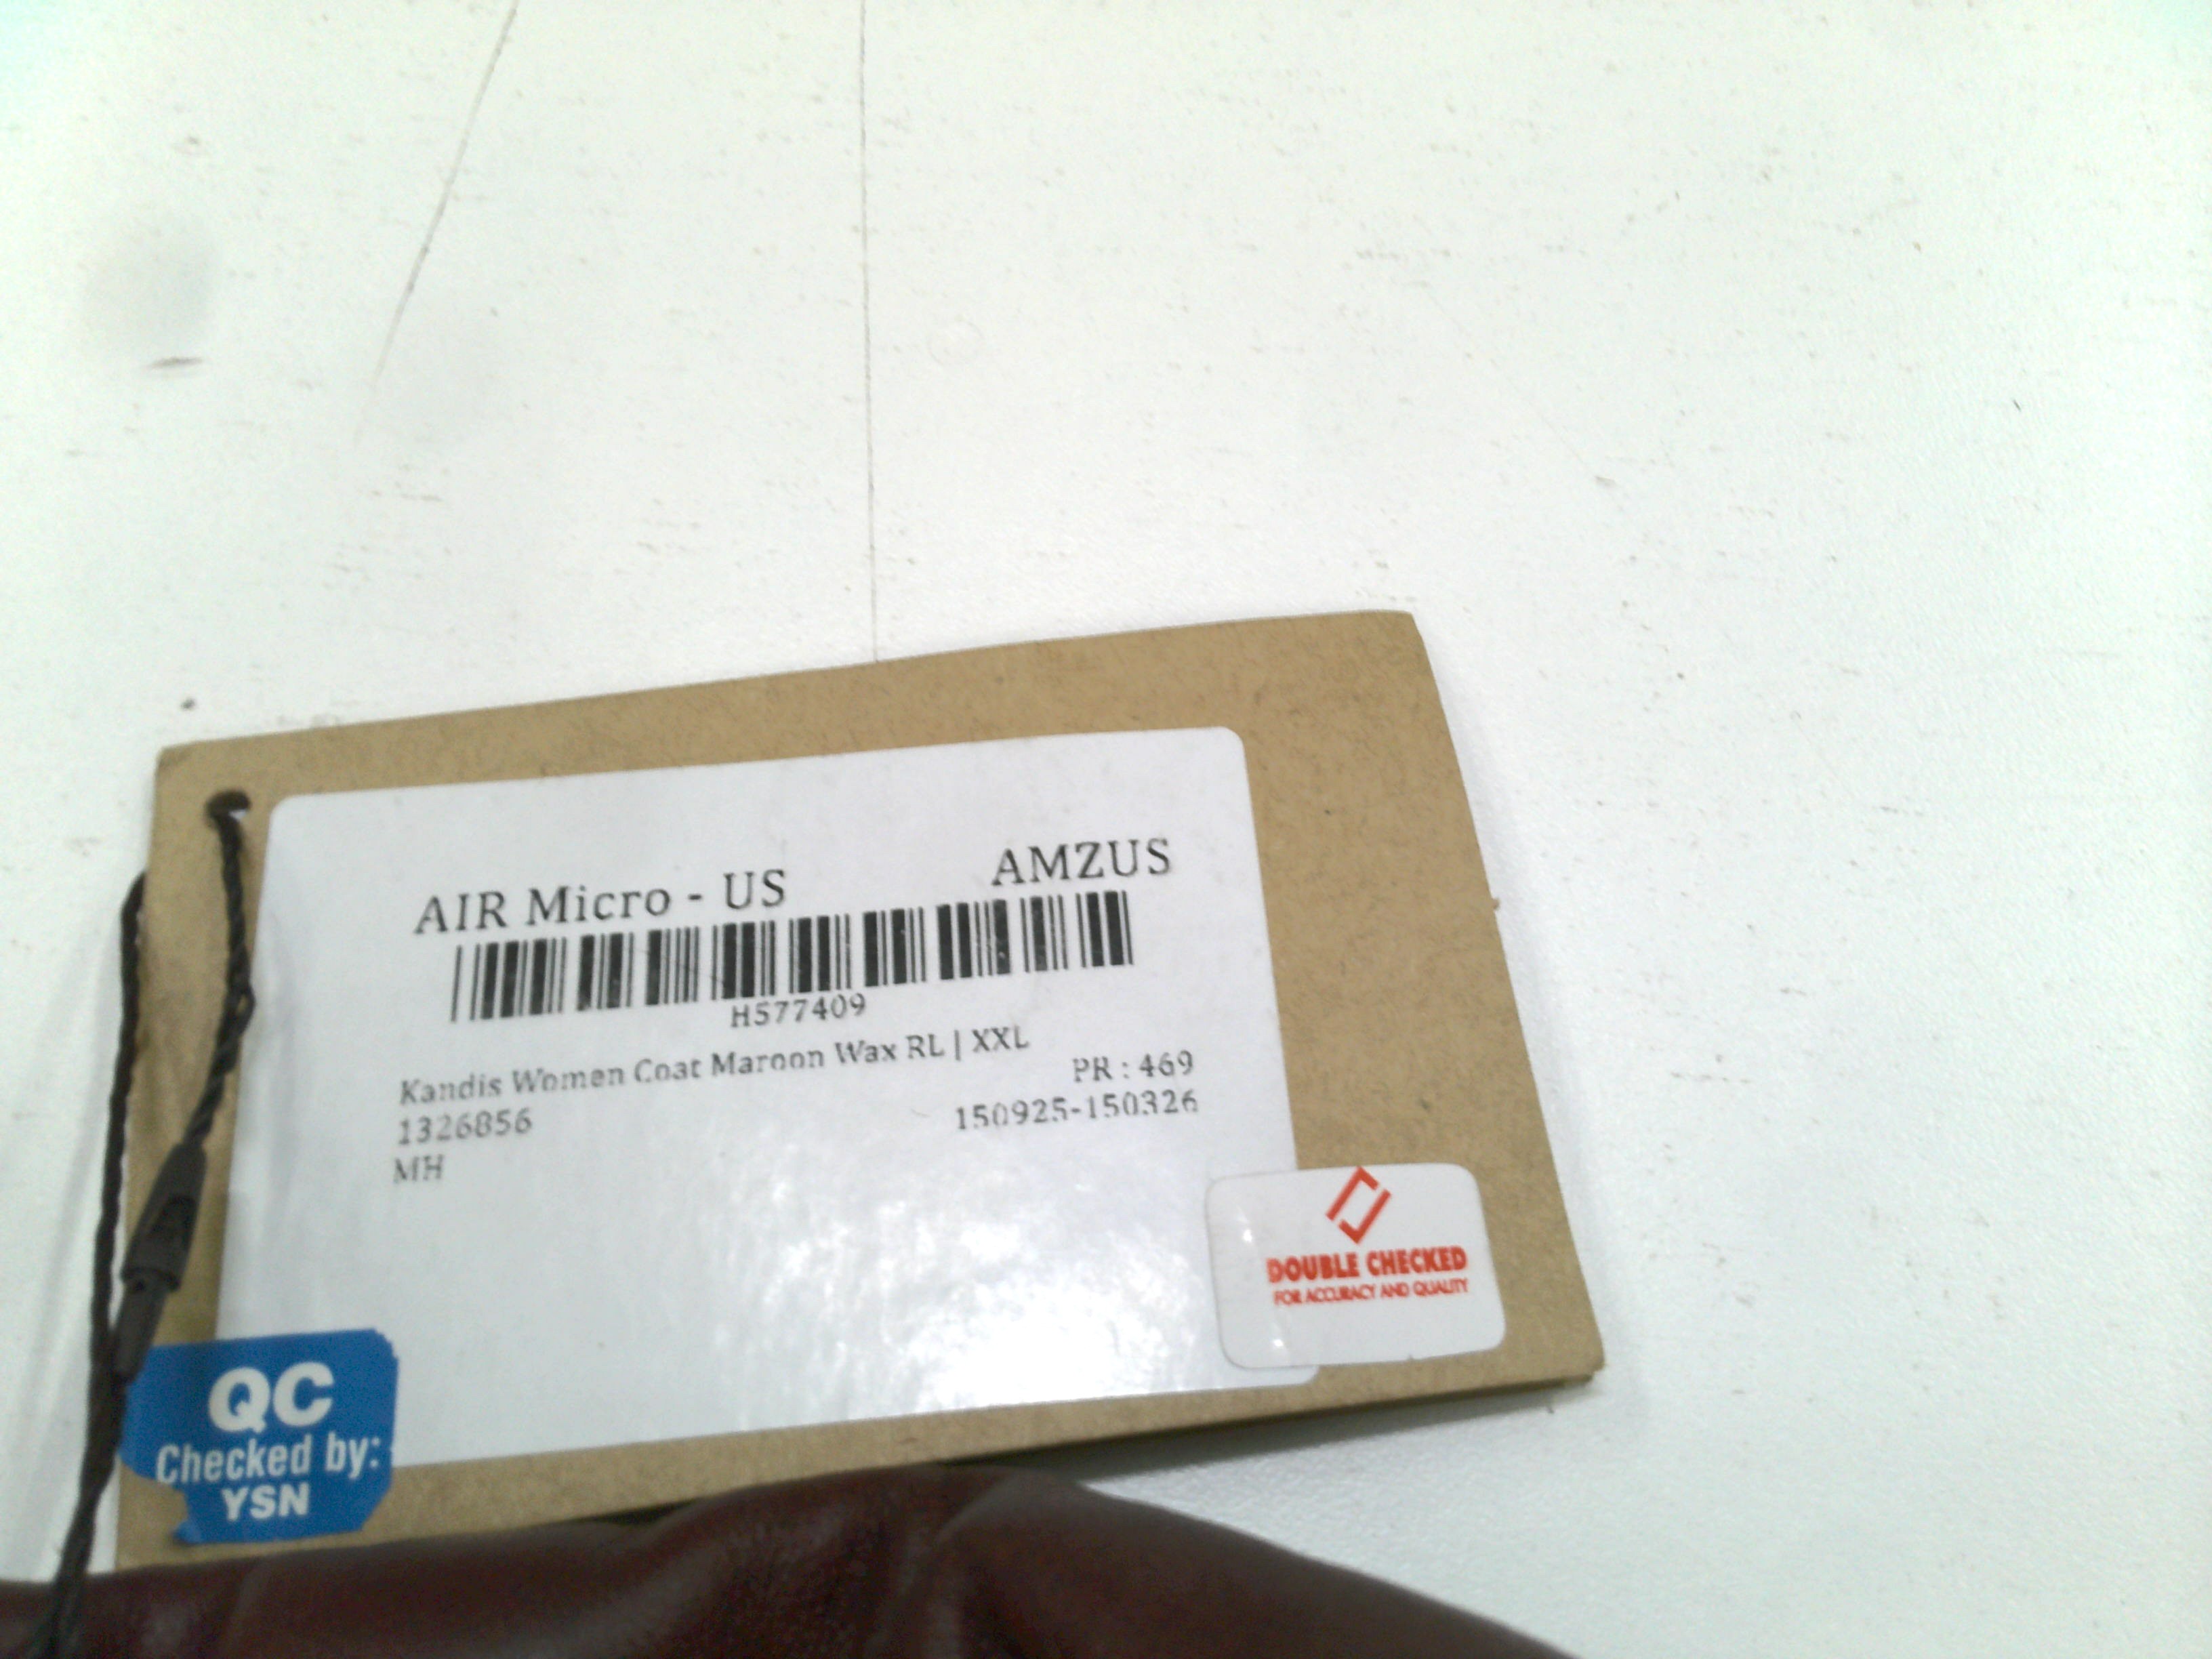 AIR Micro - US AMZUS
H577409
Kandis Women Coat Maroon Wax RL | XXL
PR : 469
1326856 150925-150326
MH
DOUBLE CHECKED
FOR ACCURACY AND QUALITY
QC
Checked by:
YSN